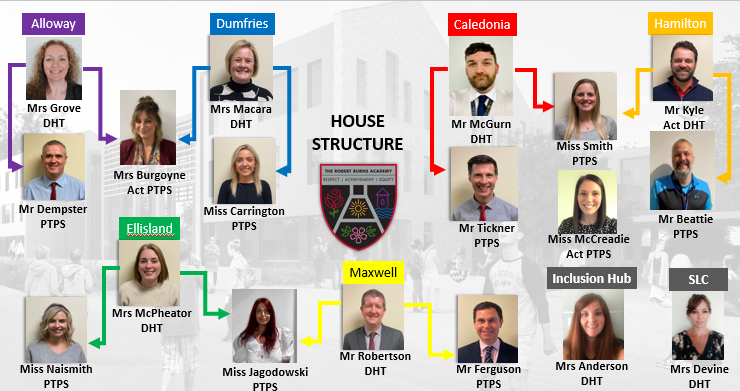 Alloway
Dumfries
Caledonia
Hamilton
Mrs Grove
DHT
Mrs Macara
DHT
Mr McGurn
DHT
Mr Kyle
Act DHT
Mrs Burgoyne
Act PTPS
HOUSE
STRUCTURE
Miss Smith
PTPS
THE ROBERT BURNS ACADEMY
RESPECT | ACHIEVEMENT | EQUITY
Mr Dempster
PTPS
Miss Carrington
PTPS
Mr Tickner
PTPS
Miss McCreadie
Act PTPS
Mr Beattie
PTPS
Ellisland
Maxwell
Inclusion Hub
SLC
Mrs McPheator
DHT
Miss Naismith
PTPS
Miss Jagodowski
PTPS
Mr Robertson
DHT
Mr Ferguson
PTPS
Mrs Anderson
DHT
Mrs Devine
DHT